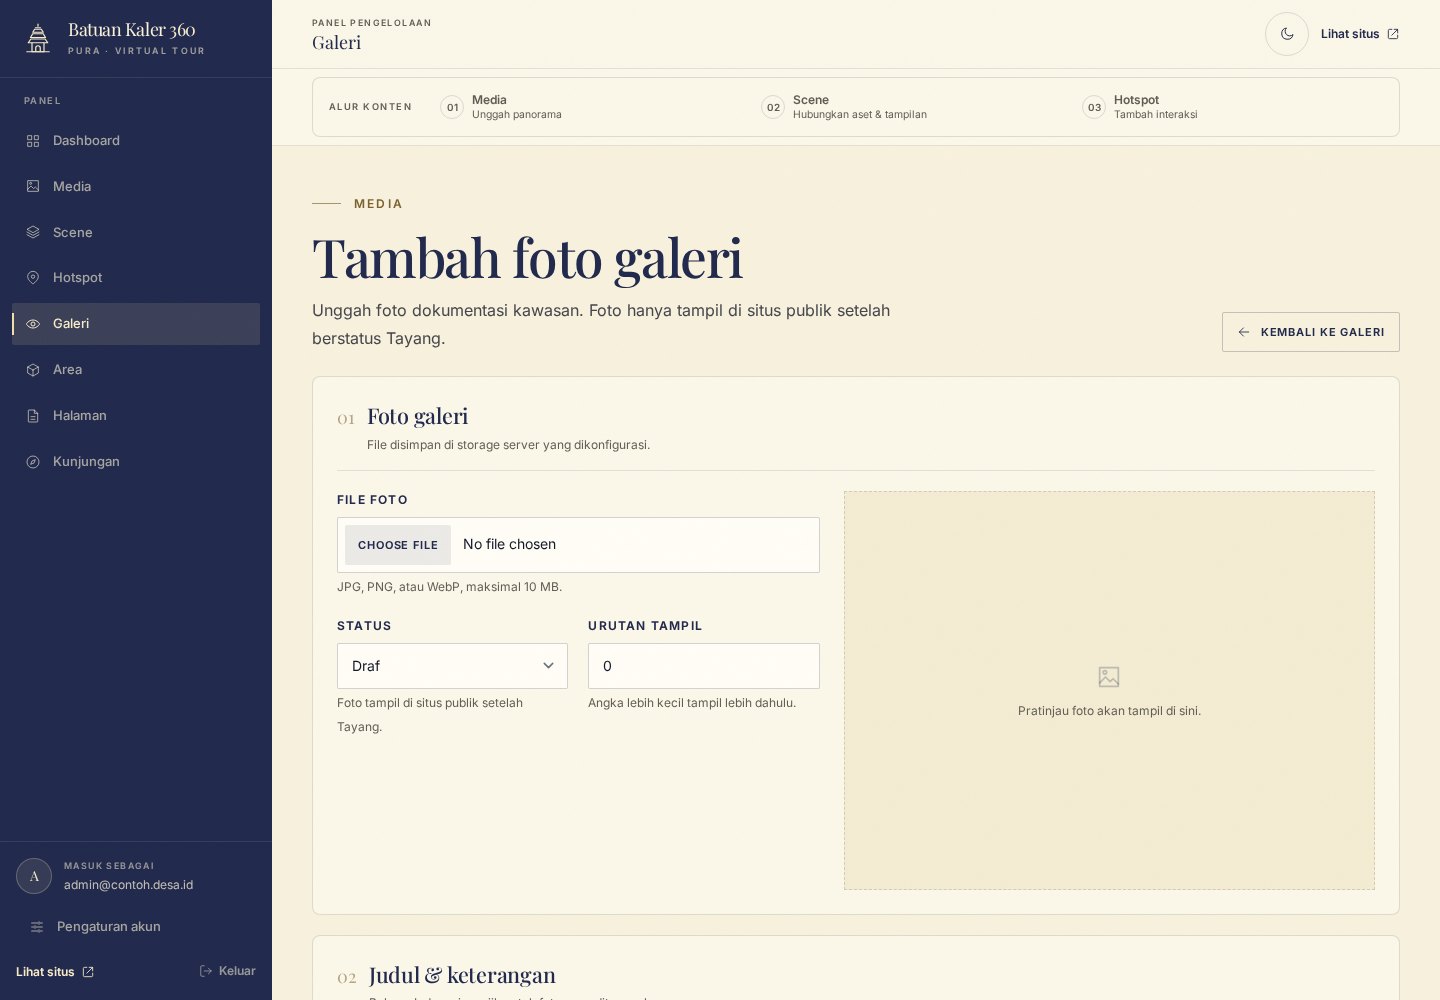 Batuan Kaler 360
PURA · VIRTUAL TOUR
PANEL
Dashboard
Media
Scene
Hotspot
Galeri
Area
Halaman
Kunjungan
A
MASUK SEBAGAI
admin@contoh.desa.id
Pengaturan akun
Lihat situs
Keluar
PANEL PENGELOLAAN
Galeri
Lihat situs
ALUR KONTEN
01
Media
Unggah panorama
02
Scene
Hubungkan aset & tampilan
03
Hotspot
Tambah interaksi
MEDIA
Tambah foto galeri
Unggah foto dokumentasi kawasan. Foto hanya tampil di situs publik setelah
berstatus Tayang.
KEMBALI KE GALERI
01 Foto galeri
File disimpan di storage server yang dikonfigurasi.
FILE FOTO
CHOOSE FILE No file chosen
JPG, PNG, atau WebP, maksimal 10 MB.
STATUS
Draf
Foto tampil di situs publik setelah
Tayang.
URUTAN TAMPIL
0
Angka lebih kecil tampil lebih dahulu.
Pratinjau foto akan tampil di sini.
02 Judul & keterangan